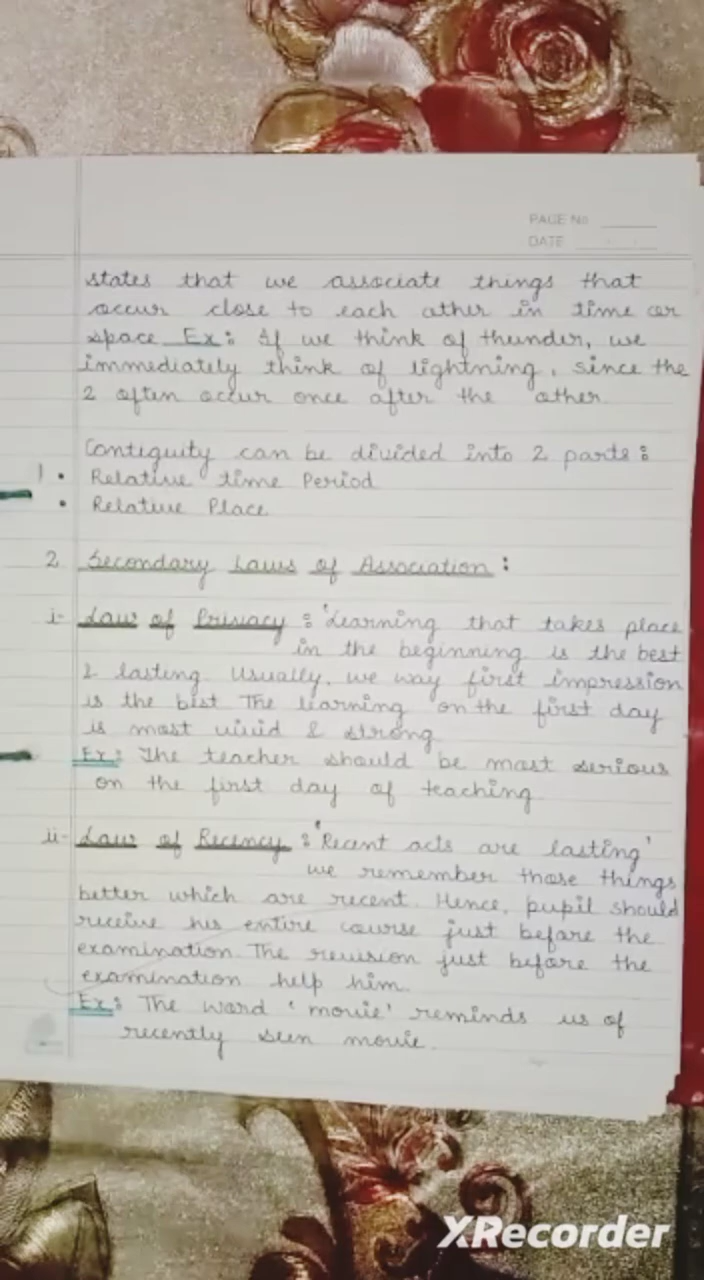 PAGE No
DATE
states that we associate things that
occur close to each other in time or
space Ex: If we think of thunder, we
immediately think of lightning, since the
2 often occur once after the other
Contiguity can be divided into 2 parts:
1 • Relative time Period
• Relative Place
2 Secondary Laws of Association:
i- Law of Privacy : 'Learning that takes place
in the beginning is the best
& lasting Usually, we way first impression
is the best The learning on the first day
is most vivid & strong
Ex: The teacher should be most serious
on the first day of teaching
ii- Law of Recency : 'Recent acts are lasting'
we remember those things
better which are recent. Hence, pupil should
receive his entire course just before the
examination. The revision just before the
examination help him.
Ex: The word 'movie' reminds us of
recently seen movie.
XRecorder